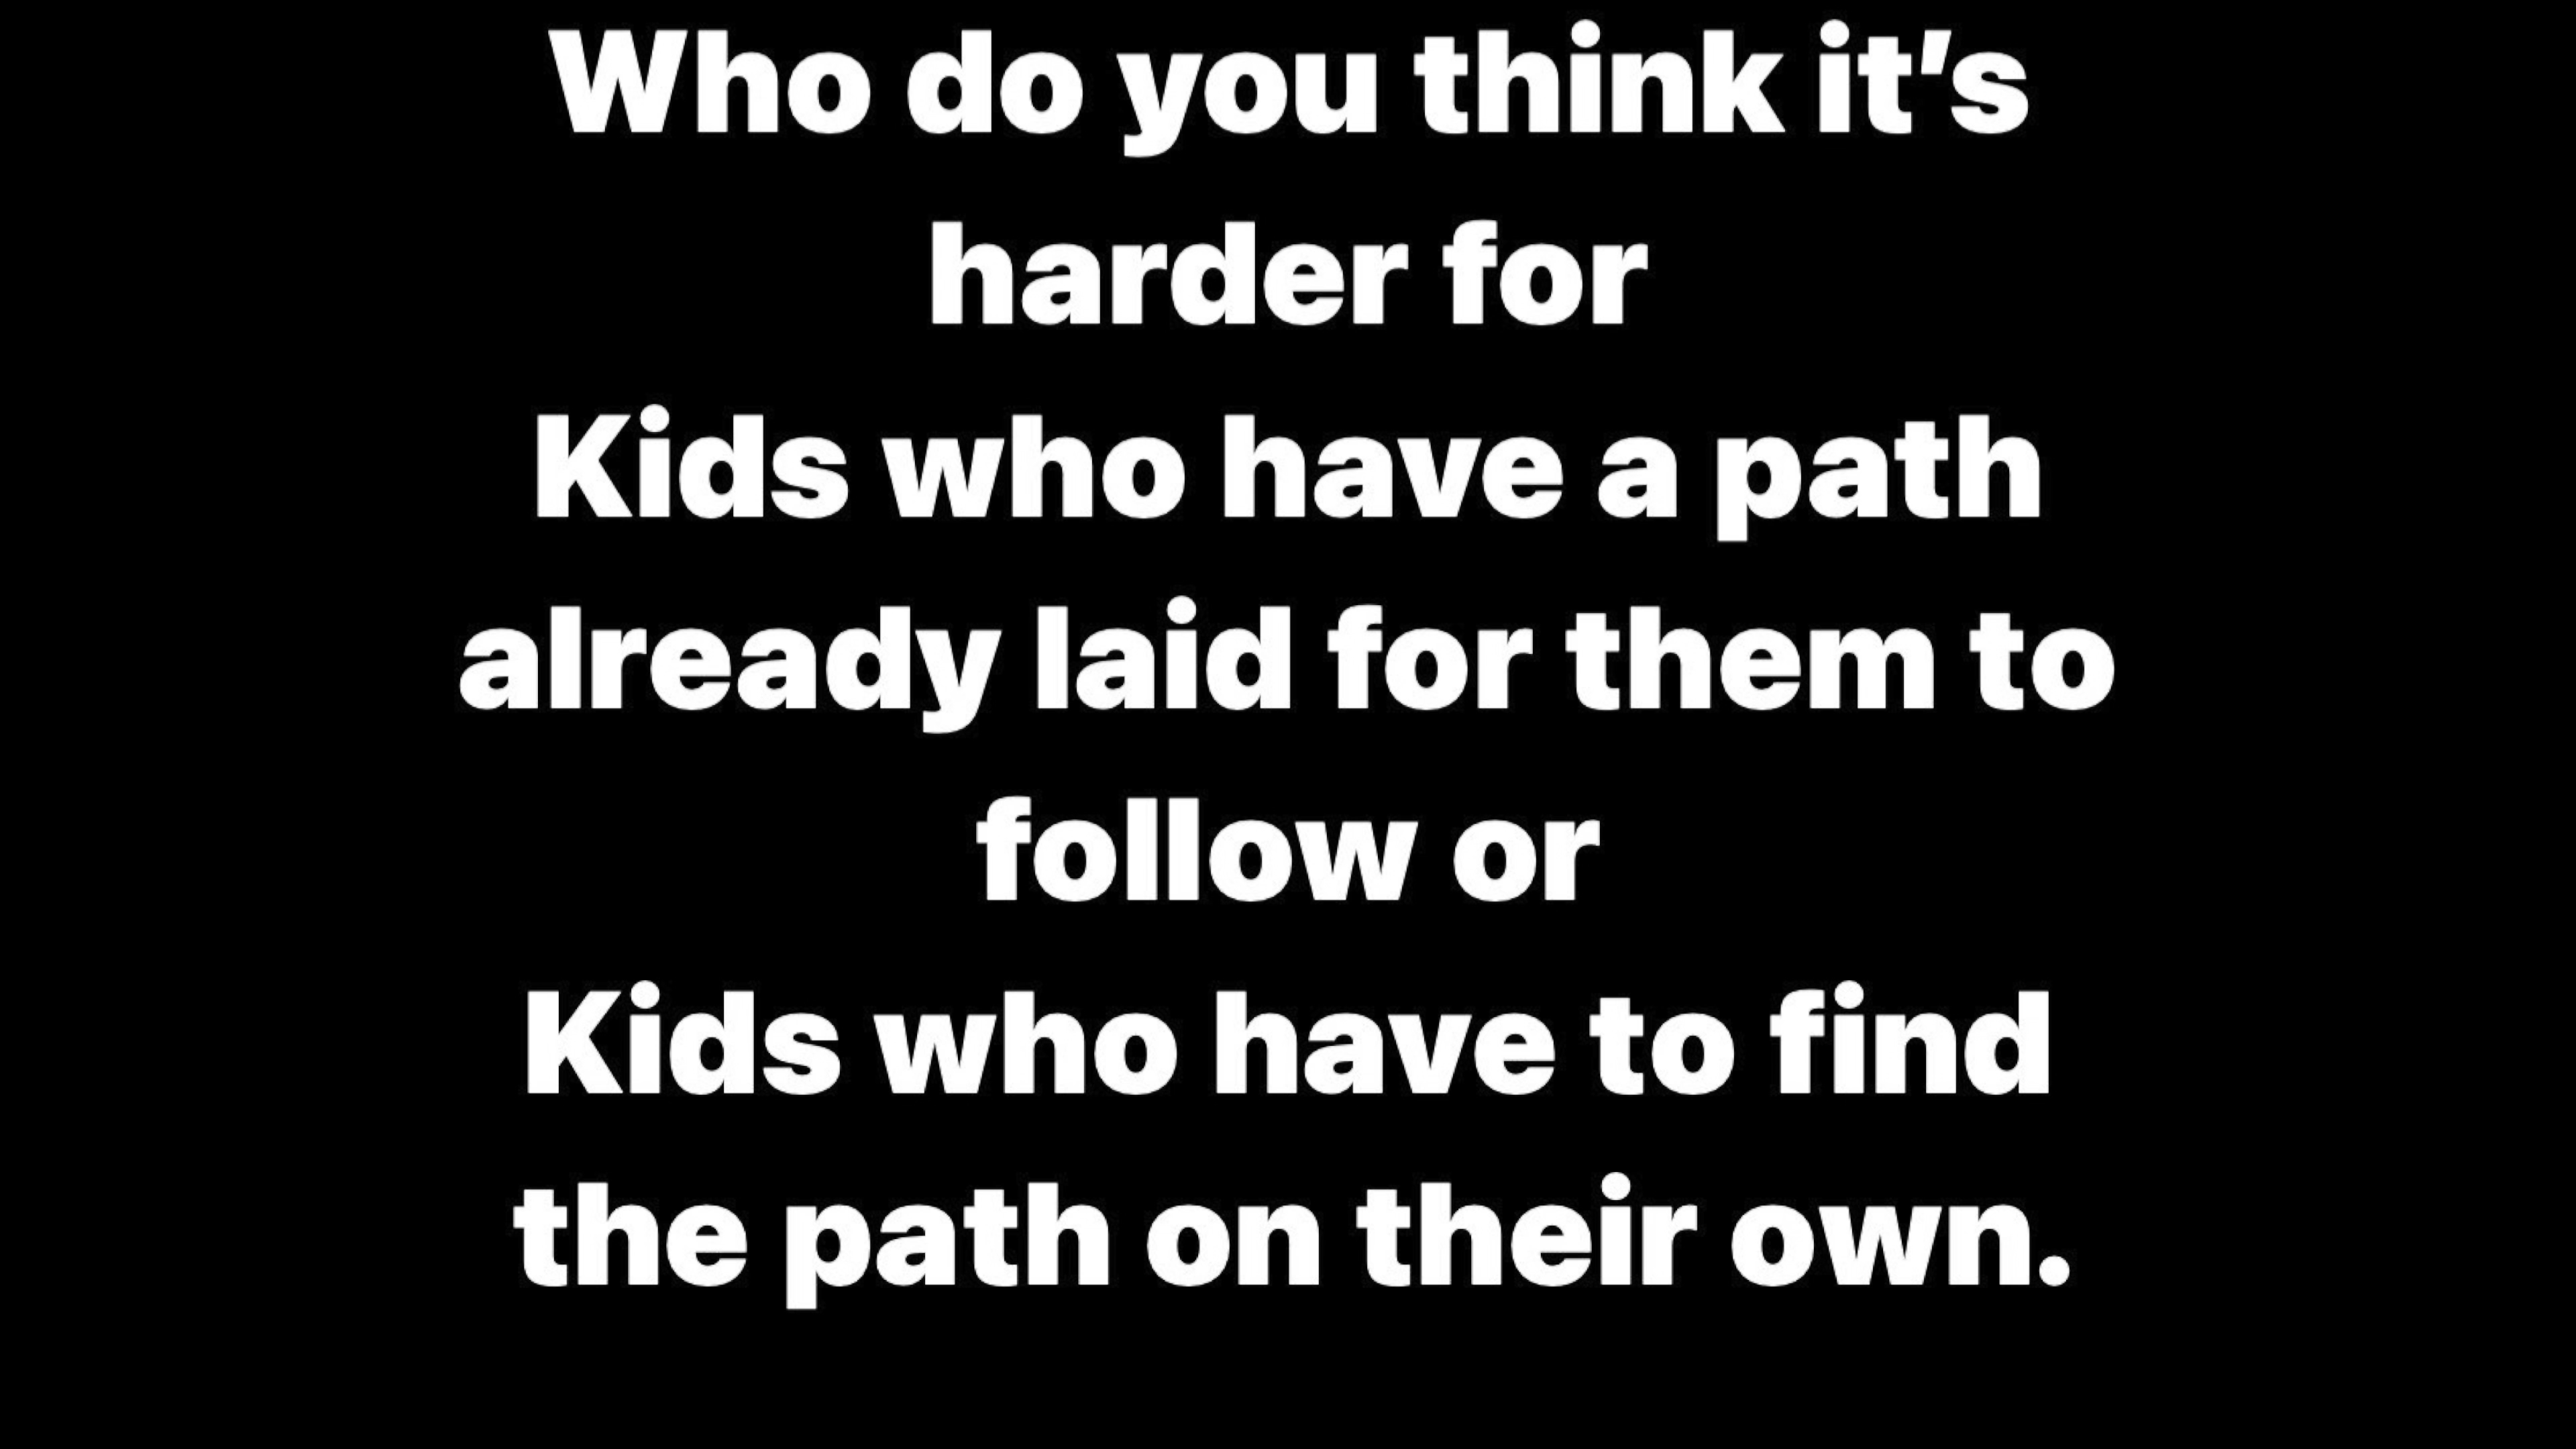 Who do you think it’s
harder for
Kids who have a path
already laid for them to
follow or
Kids who have to find
the path on their own.